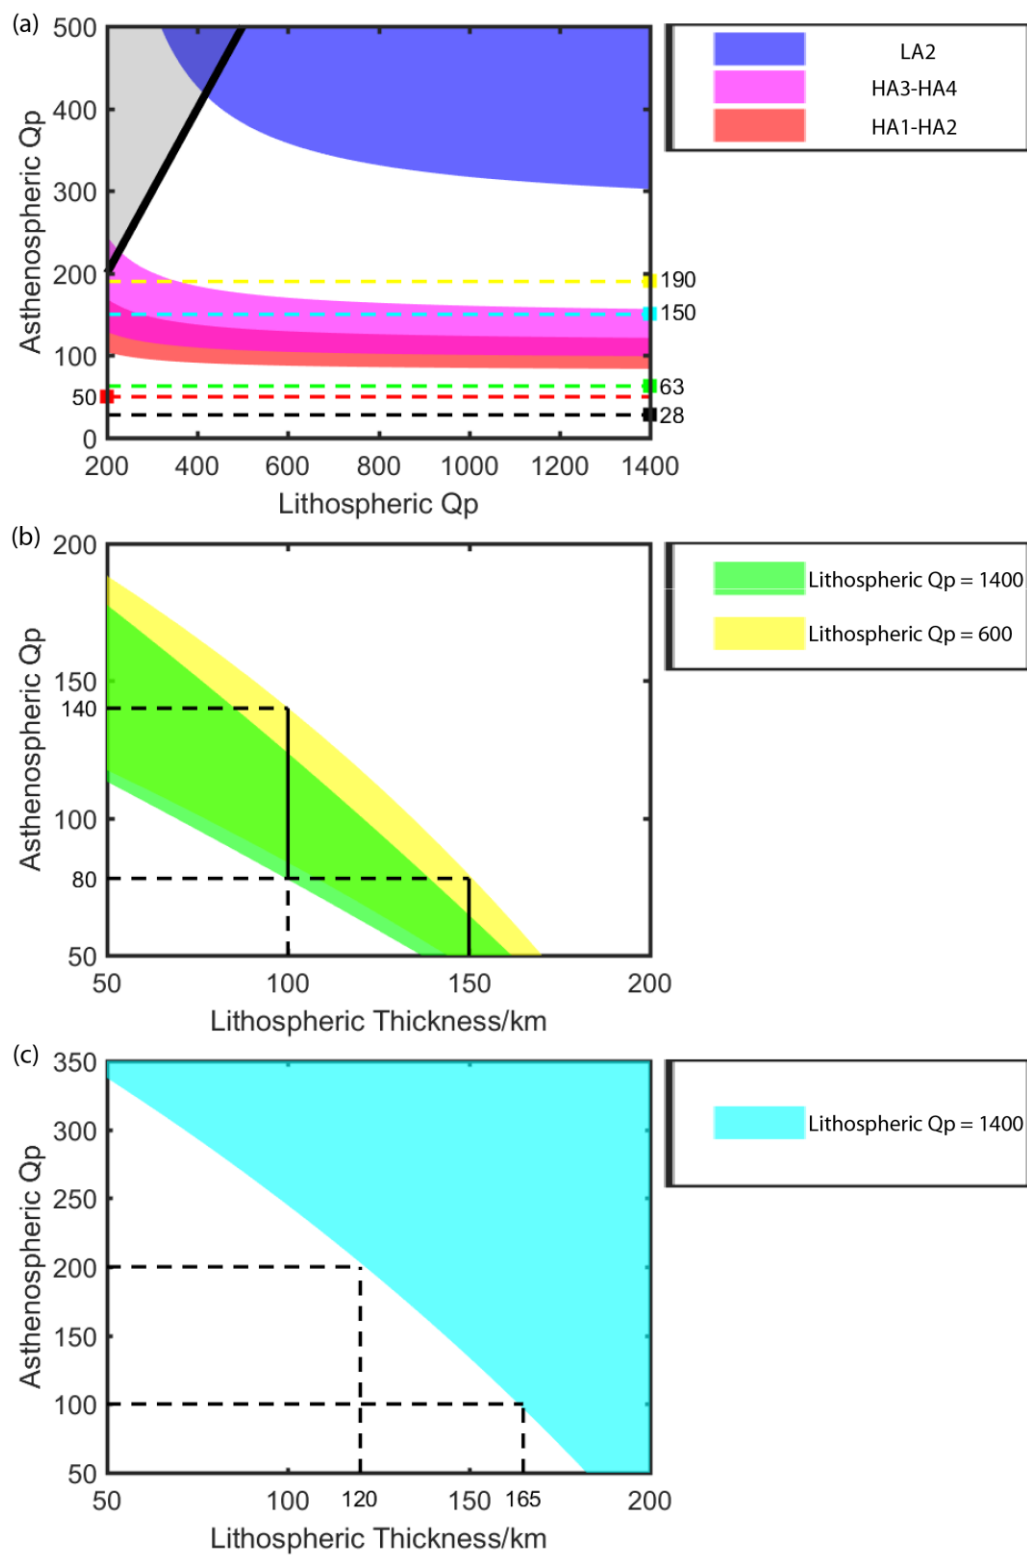 (a)
500
400
300
200
100
50
0
Asthenospheric Qp
190
150
63
28
200 400 600 800 1000 1200 1400
Lithospheric Qp
LA2
HA3-HA4
HA1-HA2
(b)
200
150
140
100
80
50
Asthenospheric Qp
50 100 150 200
Lithospheric Thickness/km
Lithospheric Qp = 1400
Lithospheric Qp = 600
(c)
350
300
250
200
150
100
50
Asthenospheric Qp
50 100 120 150 165 200
Lithospheric Thickness/km
Lithospheric Qp = 1400